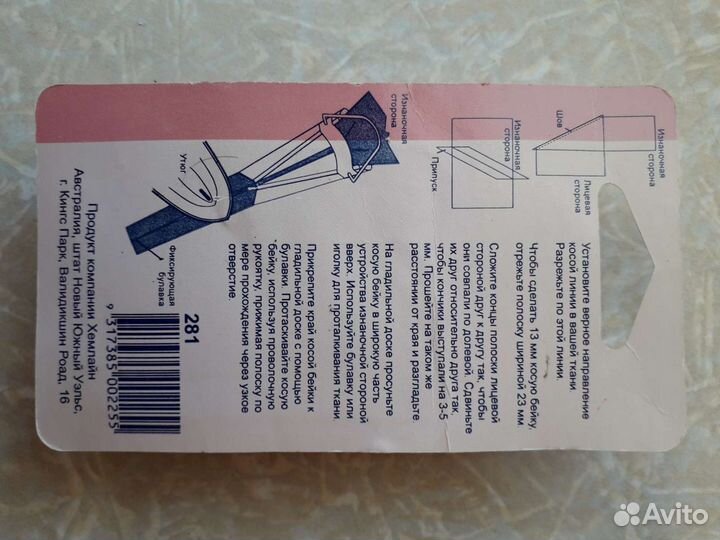 Установите верное направление
косой линии в вашей ткани.
Разрежьте по этой линии
Чтобы сделать 13 мм косую бейку,
отрежьте полоску шириной 23 мм.
Сложите концы полоски лицевой
стороной друг к другу так, чтобы
они совпали по долевой. Сдвиньте
их друг относительно друга так,
чтобы кончики выступали на 3-5
мм. Прошейте на таком же
расстоянии от края и разгладьте
На гладильной доске просуньте
косую бейку в широкую часть
устройства изнаночной стороной
вверх. Используйте булавку или
иголку для проталкивания ткани.
Прикрепите край косой бейки к
гладильной доске с помощью
булавки. Протаскивайте косую
бейку, используя проволочную
рукоятку, прижимая полоску по
мере прохождения через узкое
отверстие.
Изнаночная
сторона
Шов
Лицевая
сторона
Изнаночная
сторона
Припуск
Изнаночная
сторона
Утюг
Фиксирующая
булавка
281
9 317385 002255
Продукт компании Хемлайн
Австралия, штат Новый Южный Уэльс,
г. Кингс Парк, Валидикшин Роад, 16
Avito